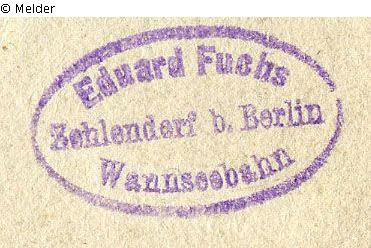 © Melder
Eduard Fuchs
Zehlendorf b. Berlin
Wannseebahn